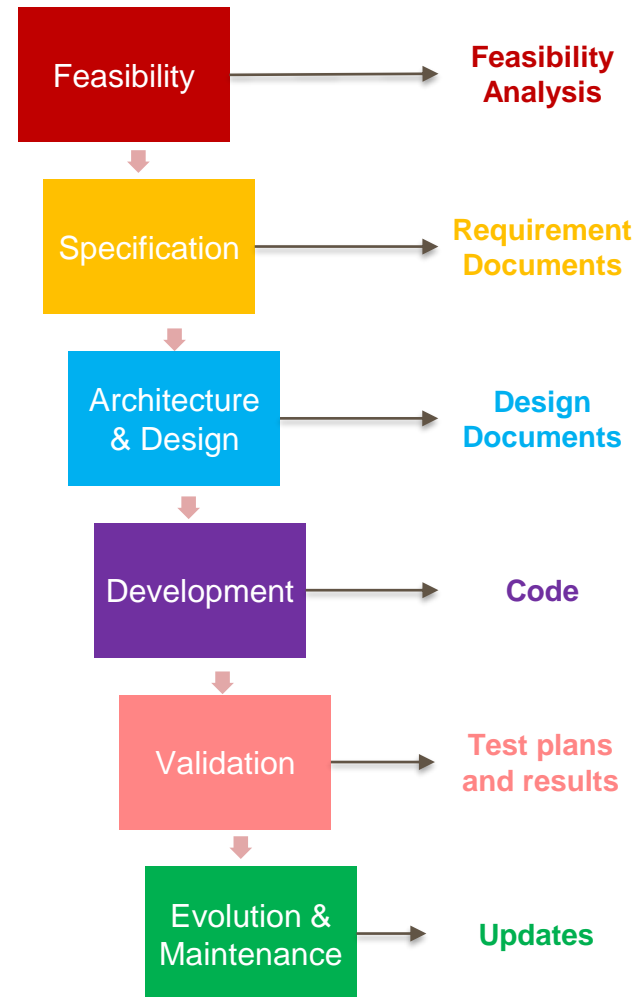 Feasibility
Feasibility
Analysis
Specification
Requirement
Documents
Architecture
& Design
Design
Documents
Development
Code
Validation
Test plans
and results
Evolution &
Maintenance
Updates